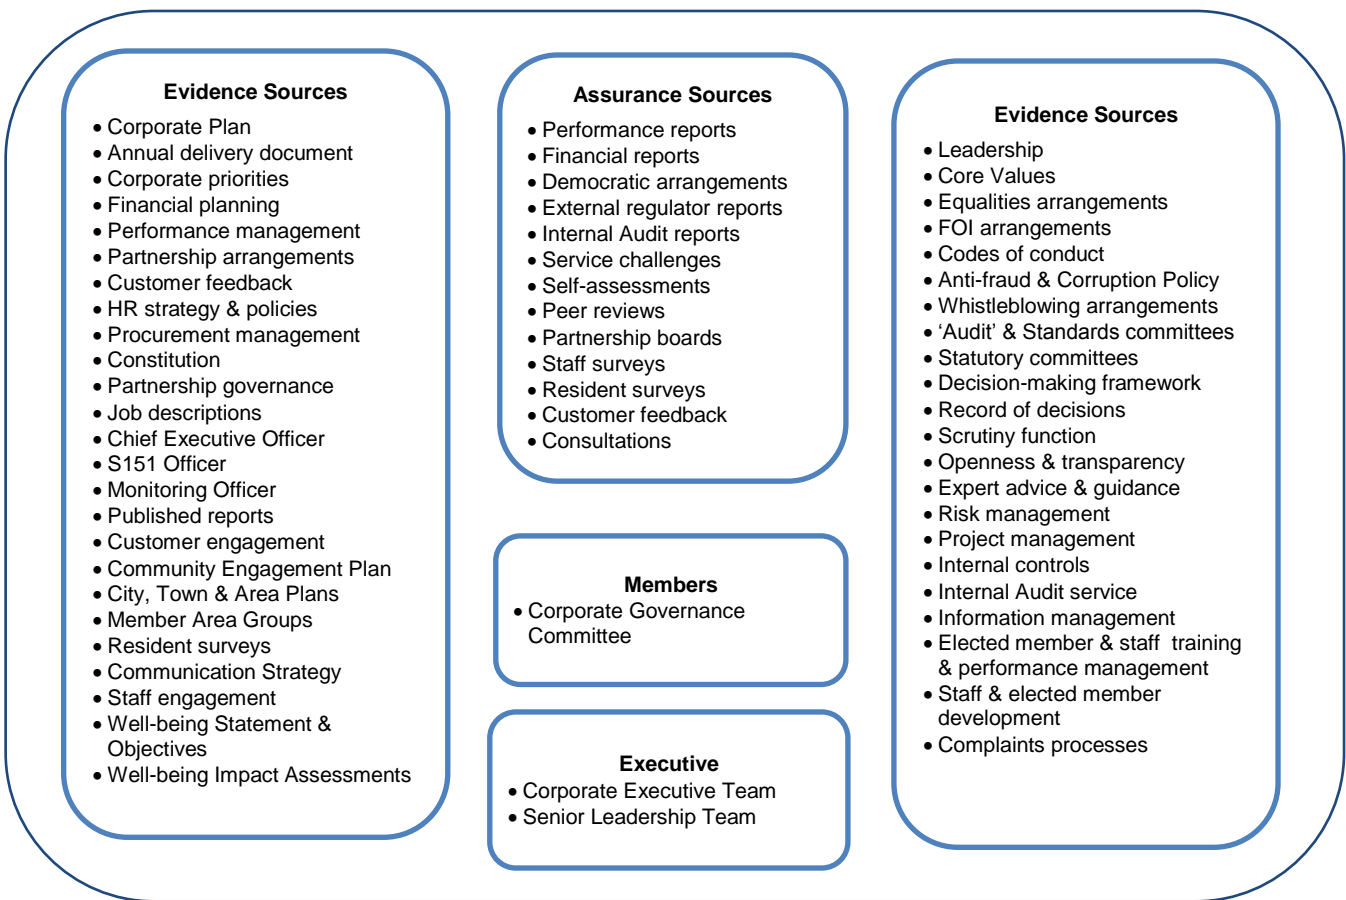 Evidence Sources
• Corporate Plan
• Annual delivery document
• Corporate priorities
• Financial planning
• Performance management
• Partnership arrangements
• Customer feedback
• HR strategy & policies
• Procurement management
• Constitution
• Partnership governance
• Job descriptions
• Chief Executive Officer
• S151 Officer
• Monitoring Officer
• Published reports
• Customer engagement
• Community Engagement Plan
• City, Town & Area Plans
• Member Area Groups
• Resident surveys
• Communication Strategy
• Staff engagement
• Well-being Statement &
Objectives
• Well-being Impact Assessments
Assurance Sources
• Performance reports
• Financial reports
• Democratic arrangements
• External regulator reports
• Internal Audit reports
• Service challenges
• Self-assessments
• Peer reviews
• Partnership boards
• Staff surveys
• Resident surveys
• Customer feedback
• Consultations
Members
• Corporate Governance
Committee
Executive
• Corporate Executive Team
• Senior Leadership Team
Evidence Sources
• Leadership
• Core Values
• Equalities arrangements
• FOI arrangements
• Codes of conduct
• Anti-fraud & Corruption Policy
• Whistleblowing arrangements
• ‘Audit’ & Standards committees
• Statutory committees
• Decision-making framework
• Record of decisions
• Scrutiny function
• Openness & transparency
• Expert advice & guidance
• Risk management
• Project management
• Internal controls
• Internal Audit service
• Information management
• Elected member & staff training
& performance management
• Staff & elected member
development
• Complaints processes